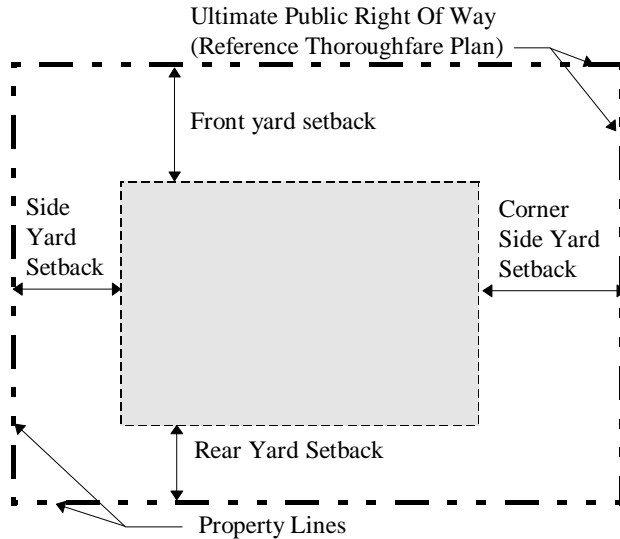 Ultimate Public Right Of Way
(Reference Thoroughfare Plan)
Front yard setback
Side
Yard
Setback
Corner
Side Yard
Setback
Rear Yard Setback
Property Lines